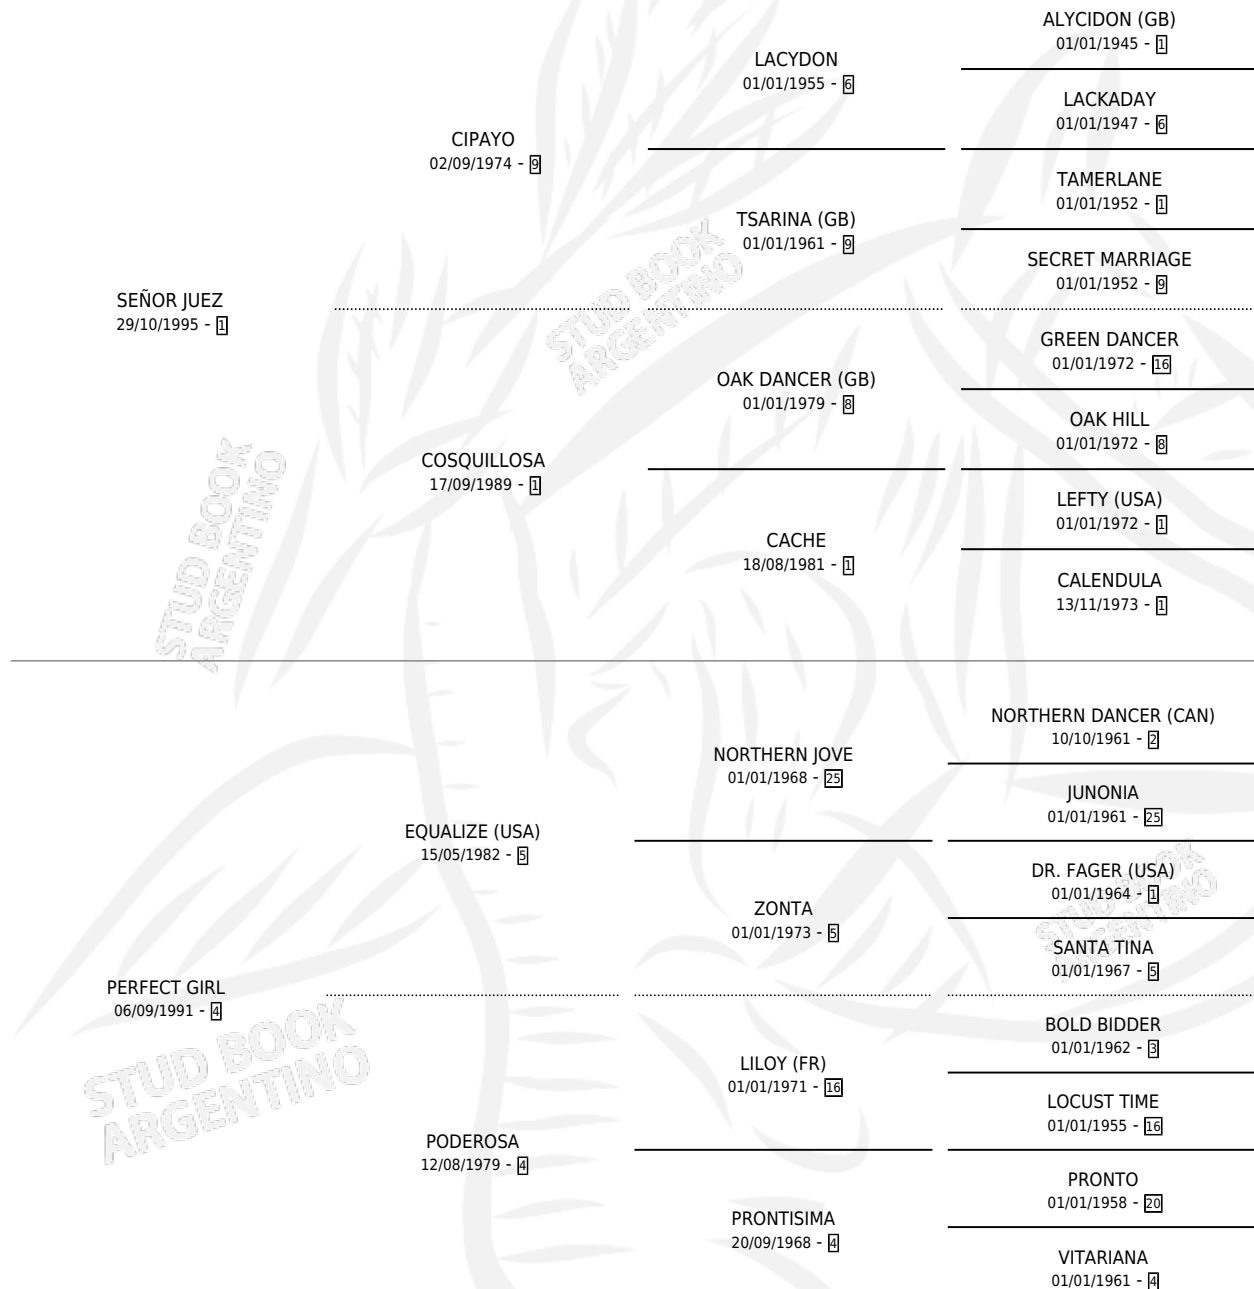 ALYCIDON (GB)
01/01/1945 - 1
LACYDON
01/01/1955 - 6
LACKADAY
01/01/1947 - 6
CIPAYO
02/09/1974 - 9
TAMERLANE
01/01/1952 - 1
TSARINA (GB)
01/01/1961 - 9
SECRET MARRIAGE
01/01/1952 - 9
SEÑOR JUEZ
29/10/1995 - 1
GREEN DANCER
01/01/1972 - 16
OAK DANCER (GB)
01/01/1979 - 8
OAK HILL
01/01/1972 - 8
COSQUILLOSA
17/09/1989 - 1
LEFTY (USA)
01/01/1972 - 1
CACHE
18/08/1981 - 1
CALENDULA
13/11/1973 - 1
NORTHERN DANCER (CAN)
10/10/1961 - 2
NORTHERN JOVE
01/01/1968 - 25
JUNONIA
01/01/1961 - 25
EQUALIZE (USA)
15/05/1982 - 5
DR. FAGER (USA)
01/01/1964 - 1
ZONTA
01/01/1973 - 5
SANTA TINA
01/01/1967 - 5
PERFECT GIRL
06/09/1991 - 4
BOLD BIDDER
01/01/1962 - 3
LILOY (FR)
01/01/1971 - 16
LOCUST TIME
01/01/1955 - 16
PODEROSA
12/08/1979 - 4
PRONTO
01/01/1958 - 20
PRONTISIMA
20/09/1968 - 4
VITARIANA
01/01/1961 - 4
STUD BOOK
ARGENTINO
STUD BOOK
ARGENTINO
STUD BOOK
ARGENTINO
STUD BOOK
ARGENTINO